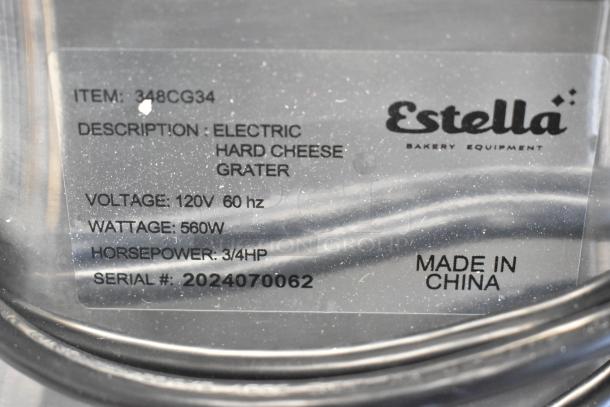 ITEM: 348CG34
DESCRIPTION : ELECTRIC
HARD CHEESE
GRATER
VOLTAGE: 120V 60 hz
WATTAGE: 560W
HORSEPOWER: 3/4HP
SERIAL #: 2024070062
Estella
BAKERY EQUIPMENT
MADE IN
CHINA